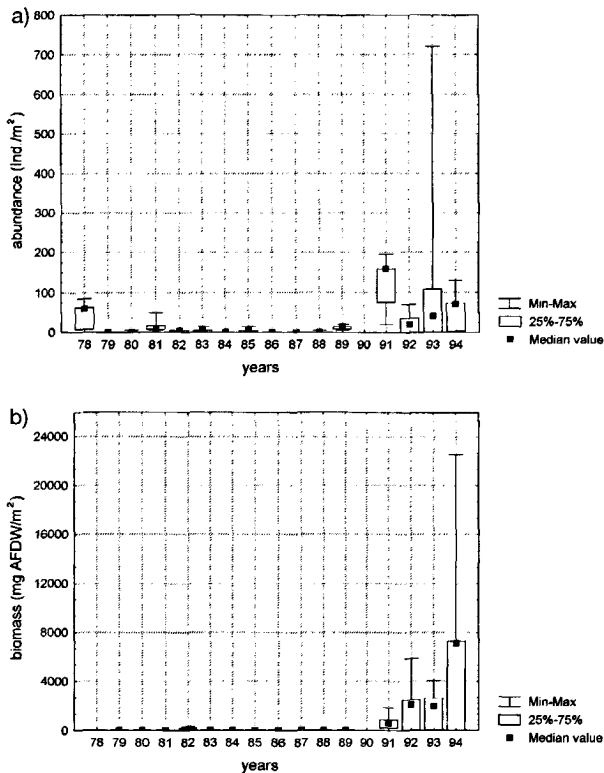 a)
800
700
600
500
400
300
200
100
0
abundance (Ind./m²)
78 79 80 81 82 83 84 85 86 87 88 89 90 91 92 93 94
years
Min-Max
25%-75%
Median value
b)
24000
20000
16000
12000
8000
4000
0
biomass (mg AFDW/m²)
78 79 80 81 82 83 84 85 86 87 88 89 90 91 92 93 94
years
Min-Max
25%-75%
Median value